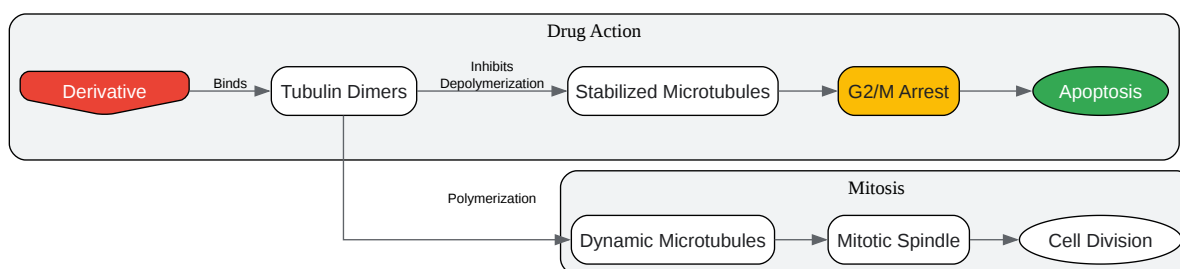 Drug Action
Derivative
Binds
Tubulin Dimers
Inhibits
Depolymerization
Stabilized Microtubules
G2/M Arrest
Apoptosis
Polymerization
Mitosis
Dynamic Microtubules
Mitotic Spindle
Cell Division